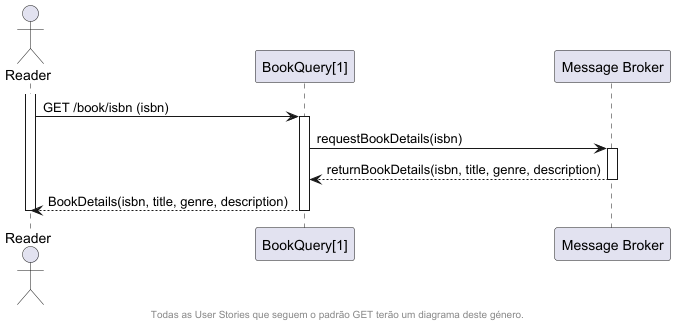 Reader
BookQuery[1]
Message Broker
GET /book/isbn (isbn)
requestBookDetails(isbn)
returnBookDetails(isbn, title, genre, description)
BookDetails(isbn, title, genre, description)
Reader
BookQuery[1]
Message Broker
Todas as User Stories que seguem o padrão GET terão um diagrama deste género.